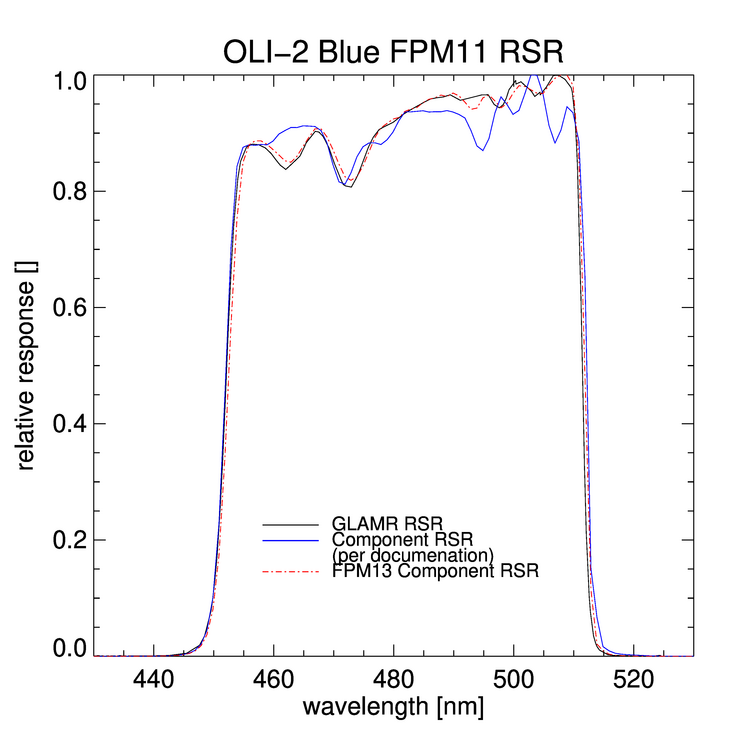 OLI-2 Blue FPM11 RSR
1.0
0.8
0.6
0.4
0.2
0.0
relative response []
GLAMR RSR
Component RSR
(per documenation)
FPM13 Component RSR
440 460 480 500 520
wavelength [nm]